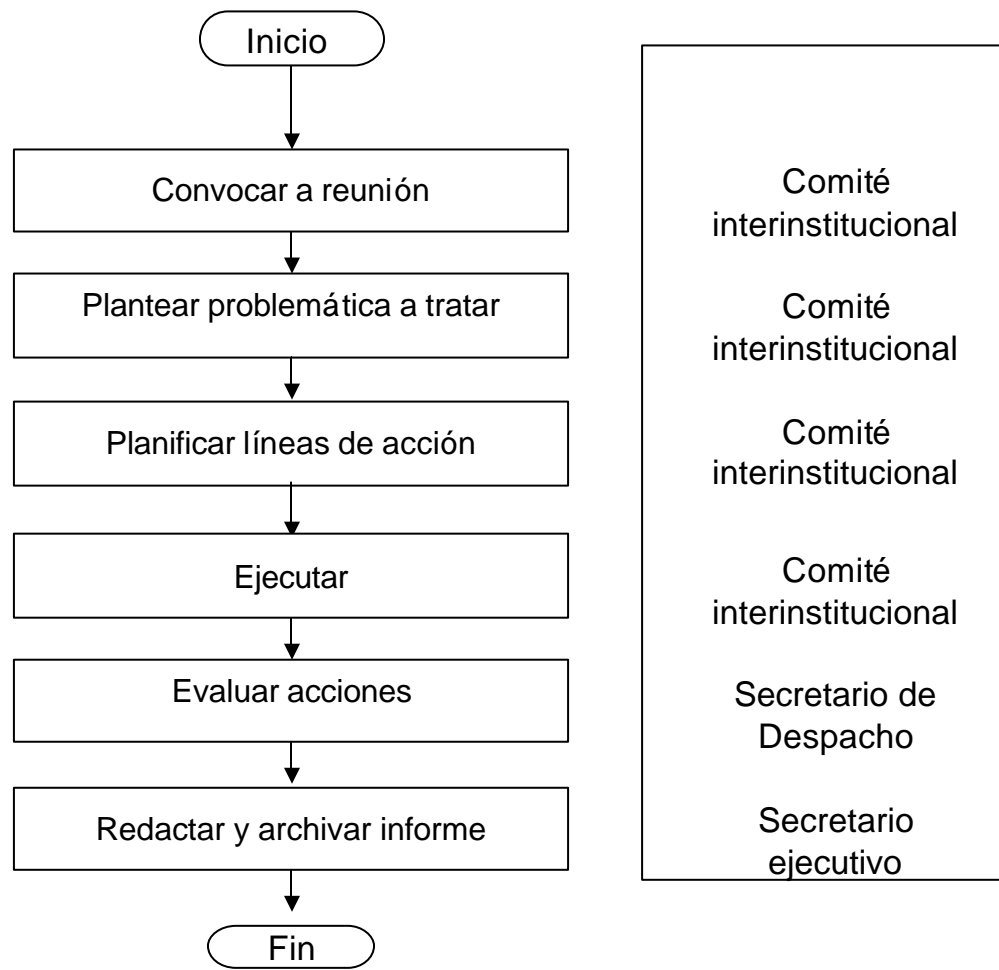 Inicio
Convocar a reunión
Comité
interinstitucional
Plantear problemática a tratar
Comité
interinstitucional
Planificar líneas de acción
Comité
interinstitucional
Ejecutar
Comité
interinstitucional
Evaluar acciones
Secretario de
Despacho
Redactar y archivar informe
Secretario
ejecutivo
Fin